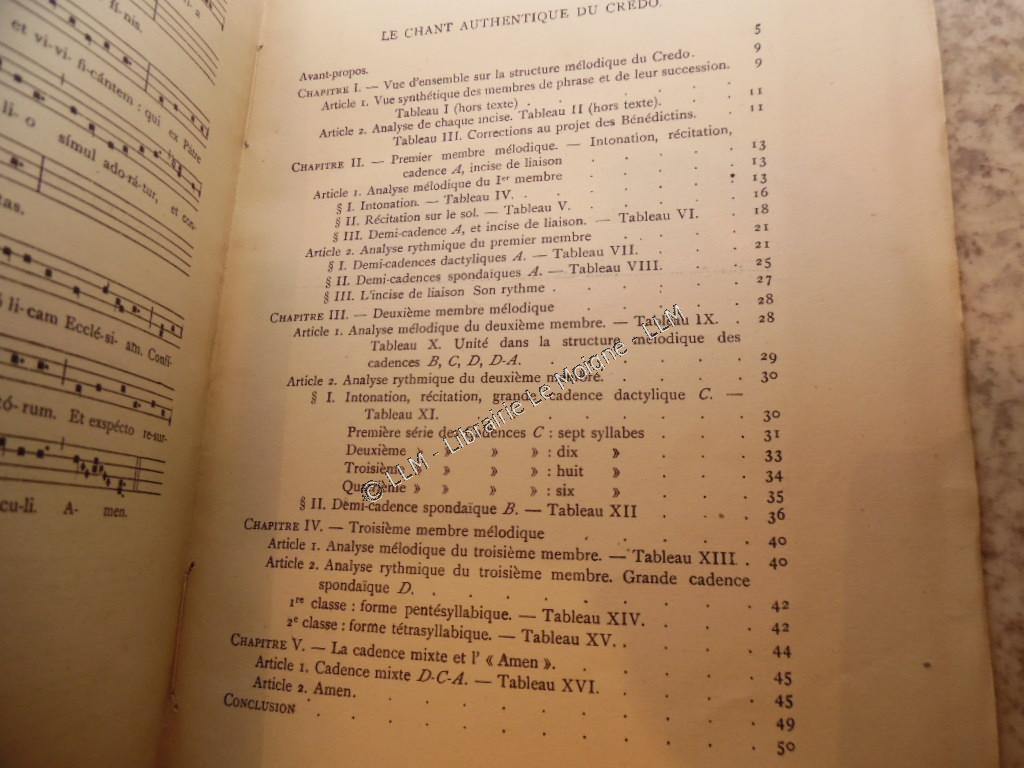 fi. nis.
et vi-vi- fi-cántem : qui ex Patre
li- o
símul ado-rá-tur, et con-
tas.
li cam Ecclé-si- am. Confí-
tó-rum. Et expécto re-sur-
cu-li. A- men.
LE CHANT AUTHENTIQUE DU CREDO.
Avant-propos. 5
CHAPITRE I. — Vue d'ensemble sur la structure mélodique du Credo. 9
Article 1. Vue synthétique des membres de phrase et de leur succession. 9
Tableau I (hors texte) . . . .
Article 2. Analyse de chaque incise. Tableau II (hors texte). . . 11
Tableau III. Corrections au projet des Bénédictins. . 11
CHAPITRE II. — Premier membre mélodique. — Intonation, récitation,
cadence A, incise de liaison . . . . 13
Article 1. Analyse mélodique du Ier membre . . . . 13
§ I. Intonation. — Tableau IV. . . . . 13
§ II. Récitation sur le sol. — Tableau V. . . . 16
§ III. Demi-cadence A, et incise de liaison. — Tableau VI. . 18
Article 2. Analyse rythmique du premier membre . . . 21
§ I. Demi-cadences dactyliques A. — Tableau VII. . . 21
§ II. Demi-cadences spondaïques A. — Tableau VIII. . . 25
§ III. L'incise de liaison Son rythme . . . . 27
CHAPITRE III. — Deuxième membre mélodique . . . . 28
Article 1. Analyse mélodique du deuxième membre. — Tableau IX. . 28
Tableau X. Unité dans la structure mélodique des
cadences B, C, D, D-A. . . . . 29
Article 2. Analyse rythmique du deuxième membre. . . . 30
§ I. Intonation, récitation, grande cadence dactylique C. —
Tableau XI. . . . . . 30
Première série des cadences C : sept syllabes . . . 31
Deuxième » » » : dix » . . . 33
Troisième » » » : huit » . . . 34
Quatrième » » » : six » . . . 35
§ II. Demi-cadence spondaïque B. — Tableau XII . . . 36
CHAPITRE IV. — Troisième membre mélodique . . . . 40
Article 1. Analyse mélodique du troisième membre. — Tableau XIII . 40
Article 2. Analyse rythmique du troisième membre. Grande cadence
spondaïque D. . . . . . 42
1re classe : forme pentésyllabique. — Tableau XIV. . . . 42
2e classe : forme tétrasyllabique. — Tableau XV. . . . 44
CHAPITRE V. — La cadence mixte et l' « Amen ». . . . 45
Article 1. Cadence mixte D-C-A. — Tableau XVI. . . . 45
Article 2. Amen. . . . . . 49
CONCLUSION . . . . . . 50
© LLM - Librairie Le Moigne - LLM